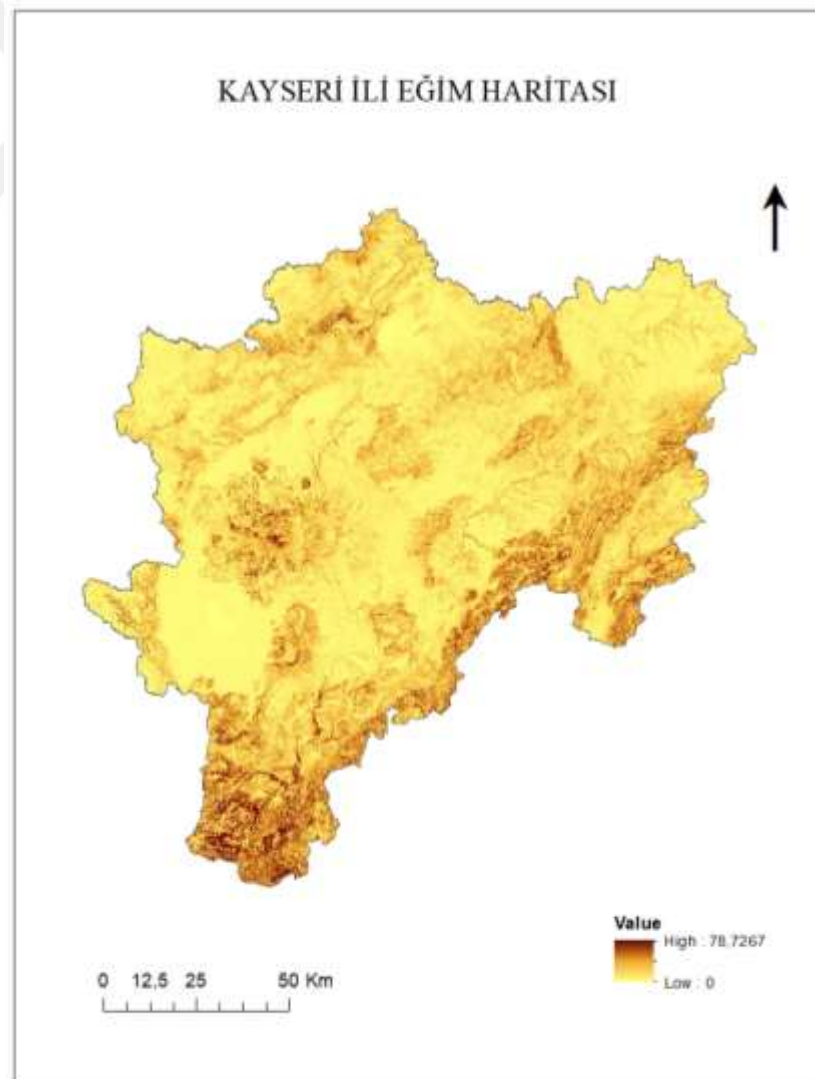 KAYSERİ İLİ EĞİM HARİTASI
Value
High : 78,7267
Low : 0
0 12,5 25 50 Km